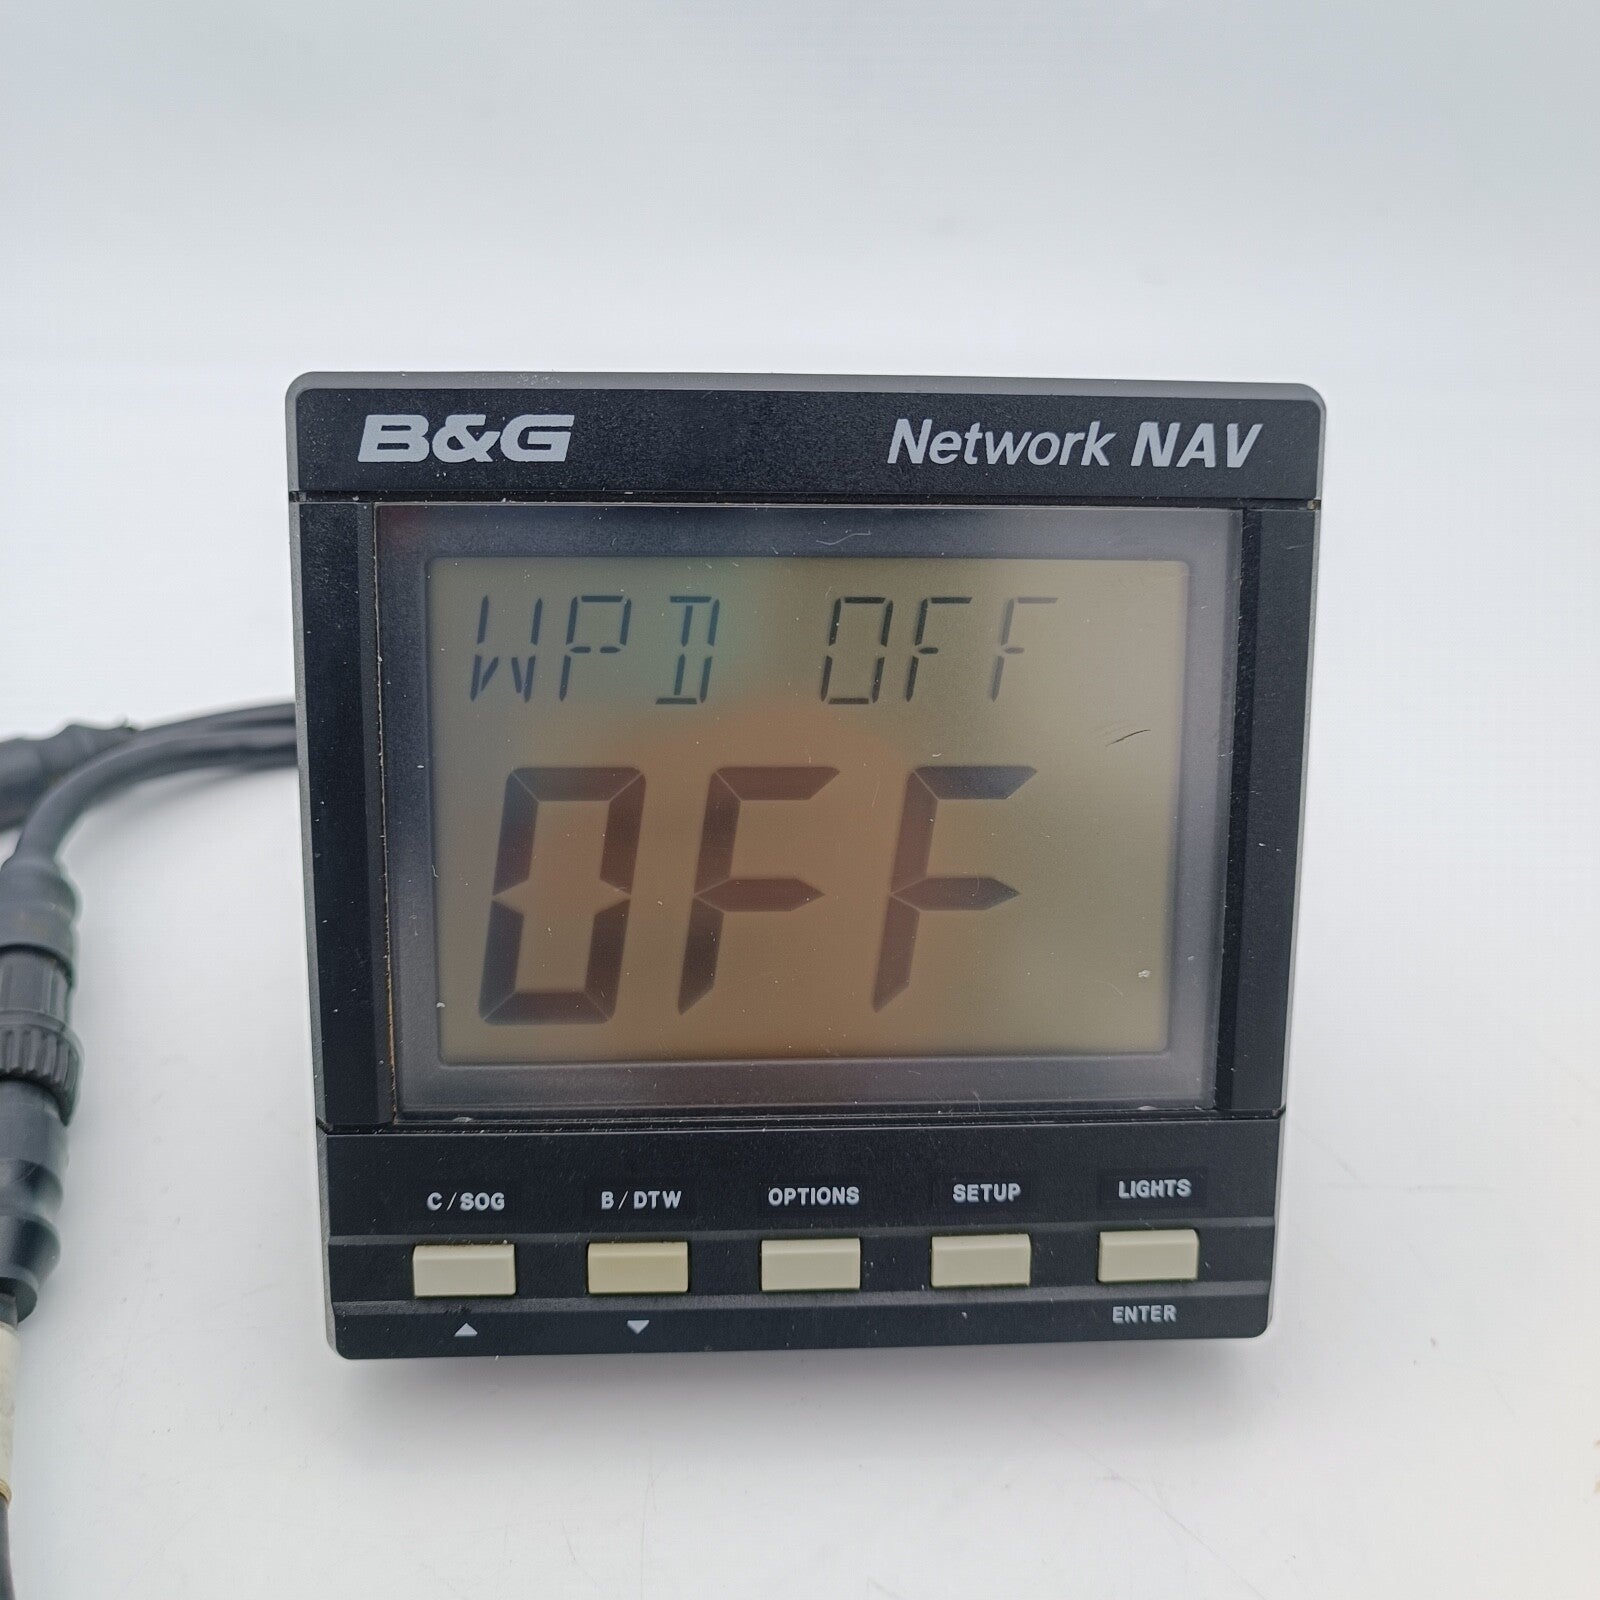 B&G Network NAV
WPD OFF
OFF
C/SOG B/DTW OPTIONS SETUP LIGHTS
ENTER